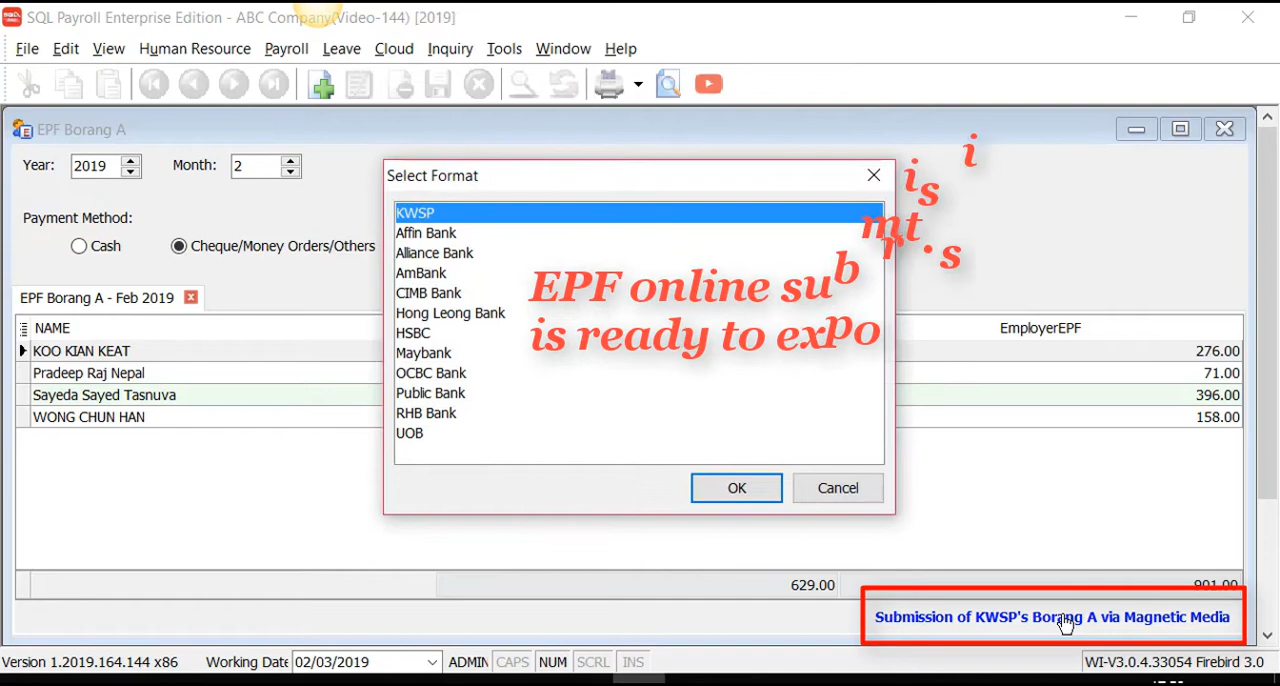 SQL Payroll Enterprise Edition - ABC Company(Video-144) [2019]
File Edit View Human Resource Payroll Leave Cloud Inquiry Tools Window Help
EPF Borang A
Year: 2019 Month: 2
Payment Method:
Cash Cheque/Money Orders/Others
EPF Borang A - Feb 2019
NAME EmployerEPF
KOO KIAN KEAT 276.00
Pradeep Raj Nepal 71.00
Sayeda Sayed Tasnuva 396.00
WONG CHUN HAN 158.00
629.00 901.00
Submission of KWSP's Borang A via Magnetic Media
Select Format
KWSP
Affin Bank
Alliance Bank
AmBank
CIMB Bank
Hong Leong Bank
HSBC
Maybank
OCBC Bank
Public Bank
RHB Bank
UOB
OK Cancel
EPF online sub
is ready to expo
Version 1.2019.164.144 x86 Working Date 02/03/2019 ADMIN CAPS NUM SCRL INS WI-V3.0.4.33054 Firebird 3.0